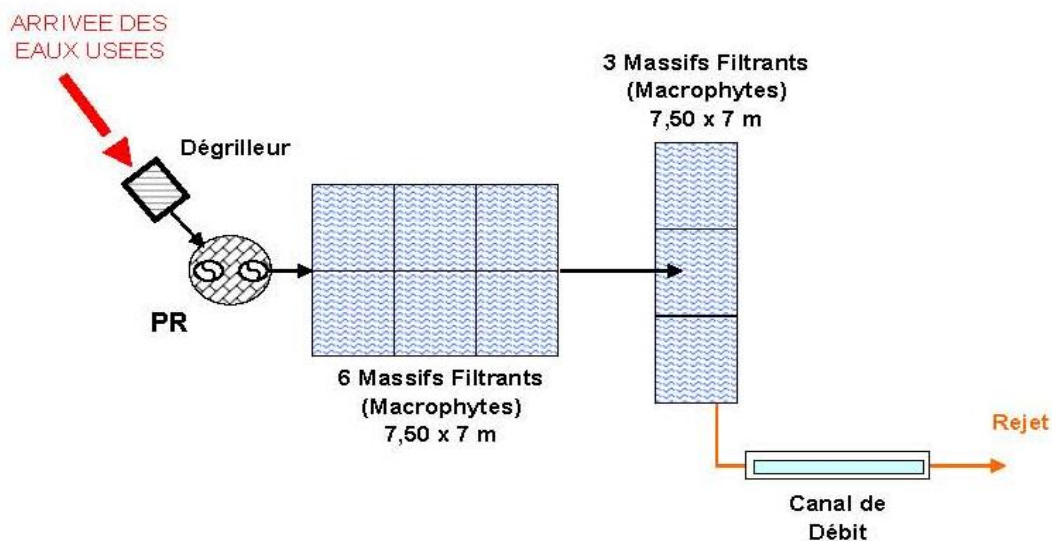 ARRIVEE DES
EAUX USEES
Dégrilleur
PR
6 Massifs Filtrants
(Macrophytes)
7,50 x 7 m
3 Massifs Filtrants
(Macrophytes)
7,50 x 7 m
Rejet
Canal de
Débit